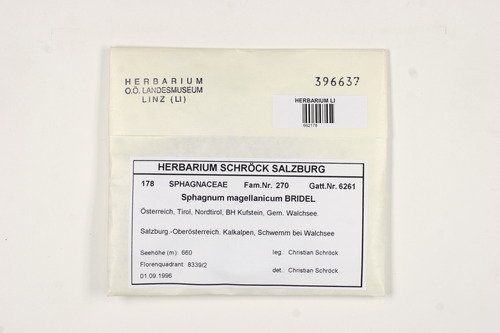 HERBARIUM
O.Ö. LANDESMUSEUM
LINZ (LI)
396637
HERBARIUM LI
662178
HERBARIUM SCHRÖCK SALZBURG
178 SPHAGNACEAE Fam.Nr. 270 Gatt.Nr. 6261
Sphagnum magellanicum BRIDEL
Österreich, Tirol, Nordtirol, BH Kufstein, Gem. Walchsee.
Salzburg.-Oberösterreich. Kalkalpen, Schwemm bei Walchsee
Seehöhe (m): 660 leg.: Christian Schröck
Florenquadrant: 8339/2
det.: Christian Schröck
01.09.1996